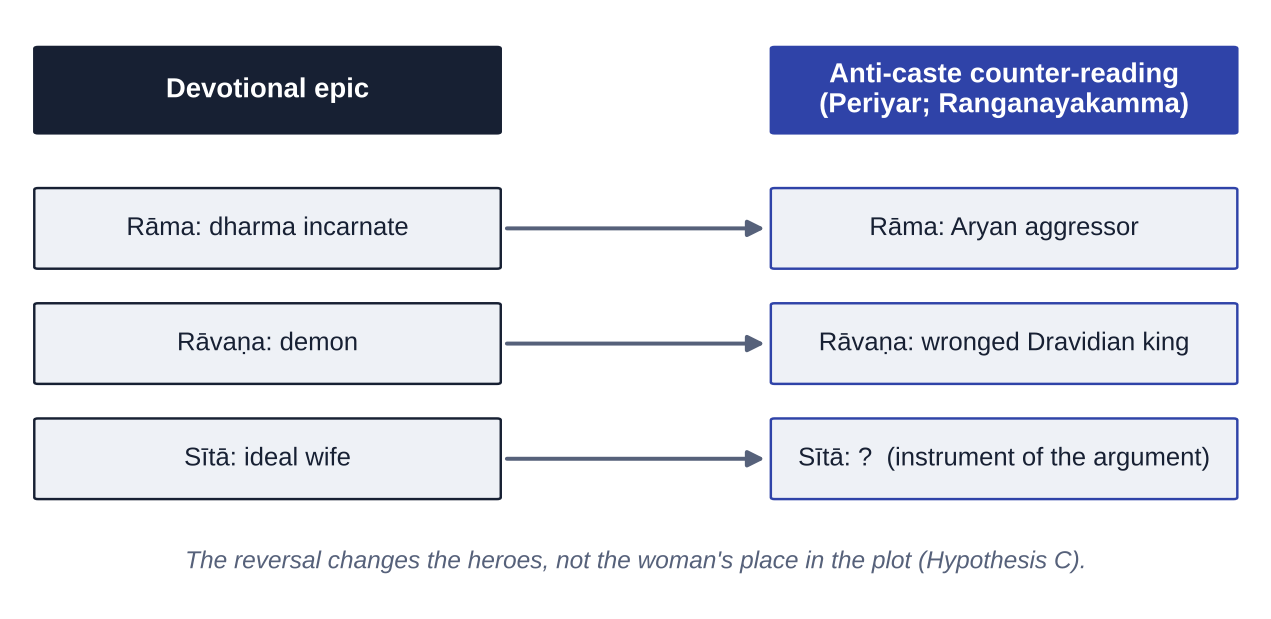 Devotional epic
Anti-caste counter-reading
(Periyar; Ranganayakamma)
Rāma: dharma incarnate
Rāma: Aryan aggressor
Rāvaṇa: demon
Rāvaṇa: wronged Dravidian king
Sītā: ideal wife
Sītā: ?  (instrument of the argument)
The reversal changes the heroes, not the woman's place in the plot (Hypothesis C).